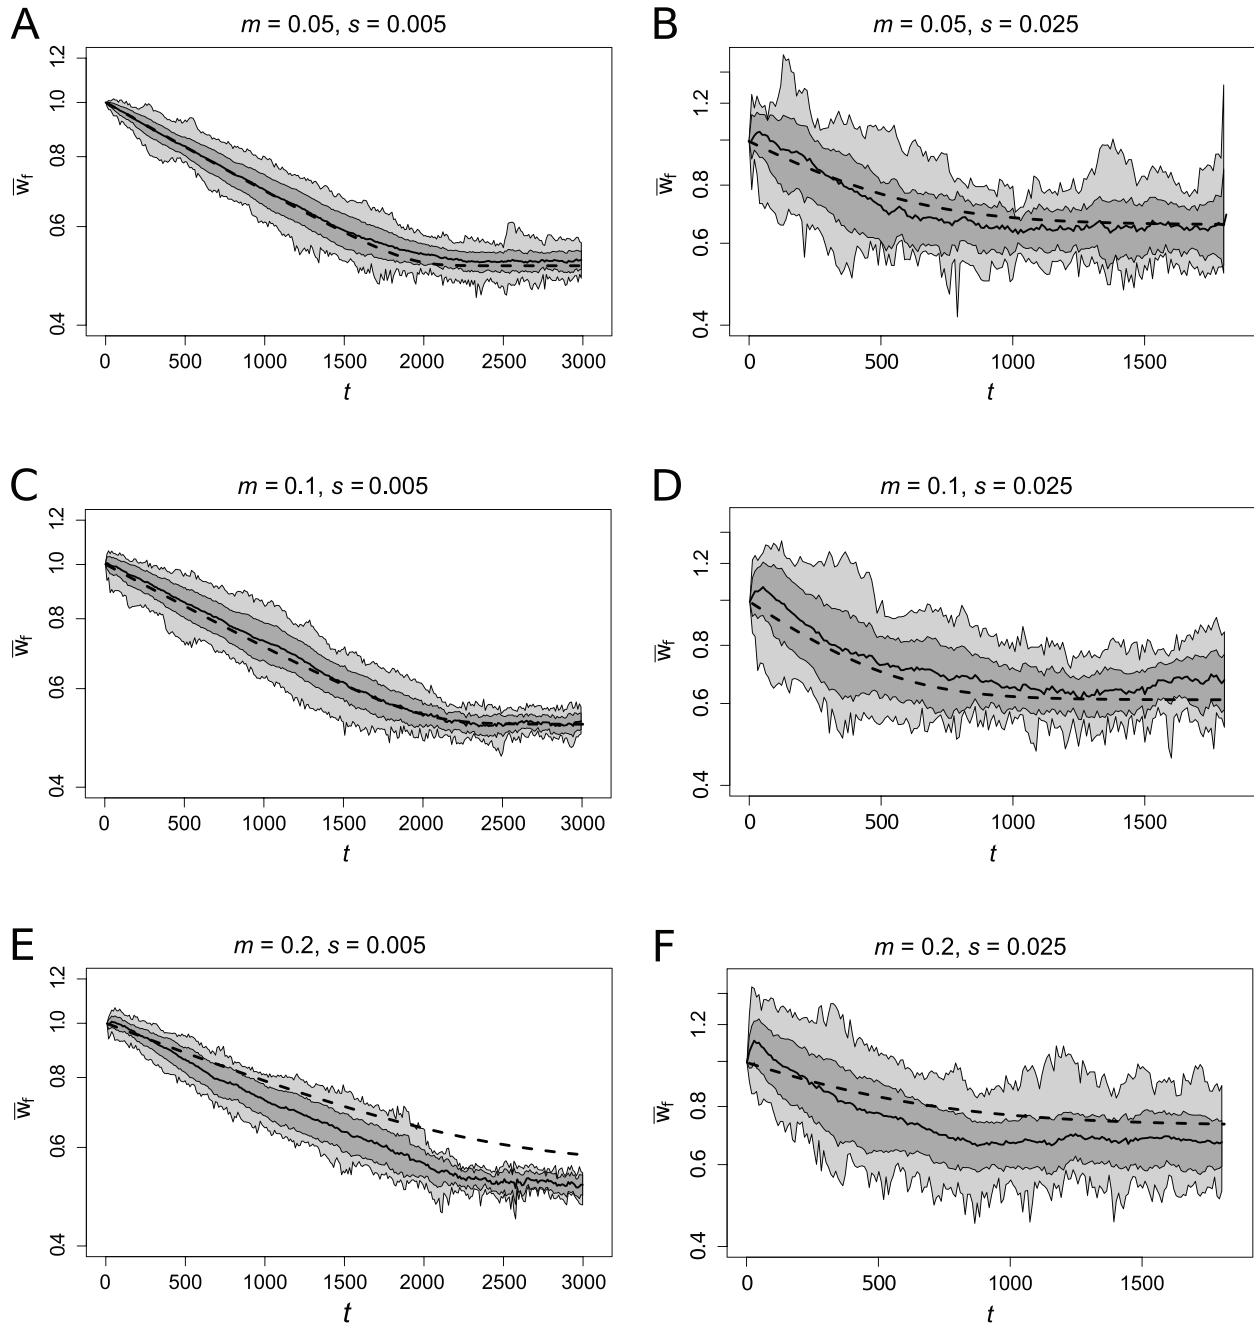 A
m = 0.05, s = 0.005
1.2
1.0
0.8
0.6
0.4
w̅f
0 500 1000 1500 2000 2500 3000
t
B
m = 0.05, s = 0.025
1.2
0.8
0.6
0.4
w̅f
0 500 1000 1500
t
C
m = 0.1, s = 0.005
1.2
1.0
0.8
0.6
0.4
w̅f
0 500 1000 1500 2000 2500 3000
t
D
m = 0.1, s = 0.025
1.2
0.8
0.6
0.4
w̅f
0 500 1000 1500
t
E
m = 0.2, s = 0.005
1.2
1.0
0.8
0.6
0.4
w̅f
0 500 1000 1500 2000 2500 3000
t
F
m = 0.2, s = 0.025
1.2
0.8
0.6
0.4
w̅f
0 500 1000 1500
t